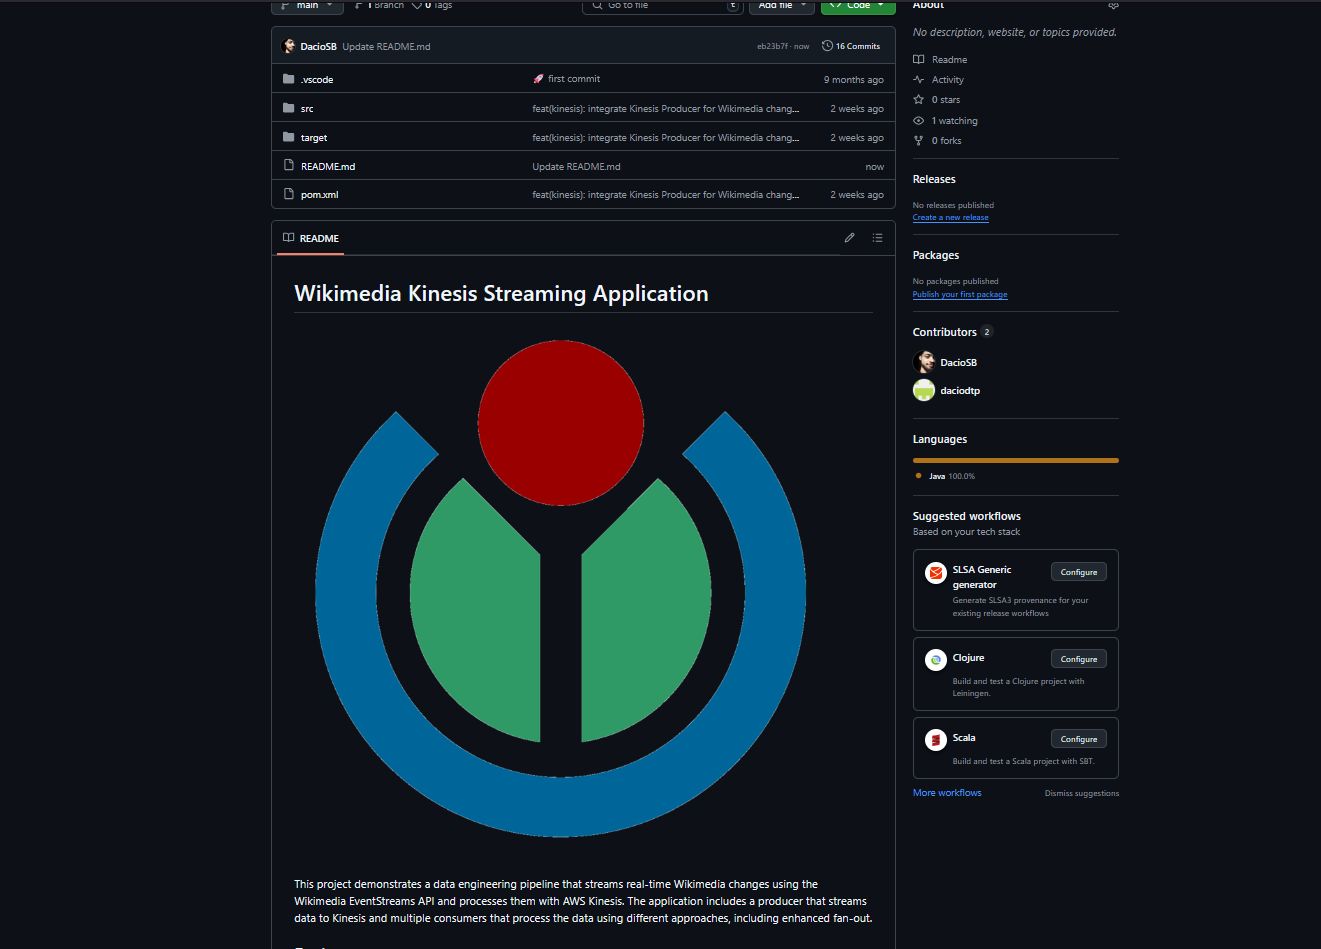 main 1 Branch 0 Tags Go to file t Add file Code
DacioSB Update README.md eb23b7f · now 16 Commits
.vscode 🚀 first commit 9 months ago
src feat(kinesis): integrate Kinesis Producer for Wikimedia chang... 2 weeks ago
target feat(kinesis): integrate Kinesis Producer for Wikimedia chang... 2 weeks ago
README.md Update README.md now
pom.xml feat(kinesis): integrate Kinesis Producer for Wikimedia chang... 2 weeks ago
README
Wikimedia Kinesis Streaming Application
This project demonstrates a data engineering pipeline that streams real-time Wikimedia changes using the
Wikimedia EventStreams API and processes them with AWS Kinesis. The application includes a producer that streams
data to Kinesis and multiple consumers that process the data using different approaches, including enhanced fan-out.
About
No description, website, or topics provided.
Readme
Activity
0 stars
1 watching
0 forks
Releases
No releases published
Create a new release
Packages
No packages published
Publish your first package
Contributors 2
DacioSB
daciodtp
Languages
Java 100.0%
Suggested workflows
Based on your tech stack
SLSA Generic
generator
Configure
Generate SLSA3 provenance for your
existing release workflows
Clojure
Configure
Build and test a Clojure project with
Leiningen.
Scala
Configure
Build and test a Scala project with SBT.
More workflows Dismiss suggestions